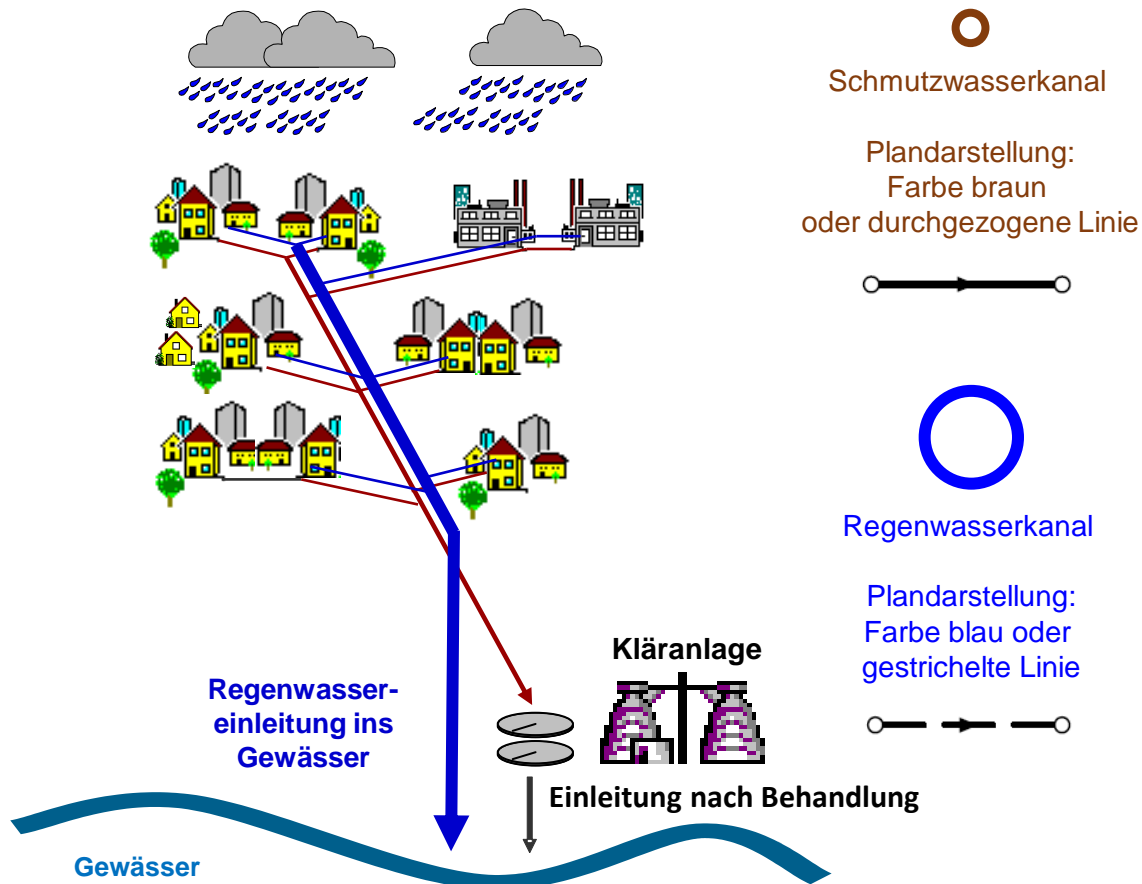 Schmutzwasserkanal
Plandarstellung:
Farbe braun
oder durchgezogene Linie
Regenwasserkanal
Plandarstellung:
Farbe blau oder
gestrichelte Linie
Kläranlage
Regenwasser-
einleitung ins
Gewässer
Einleitung nach Behandlung
Gewässer